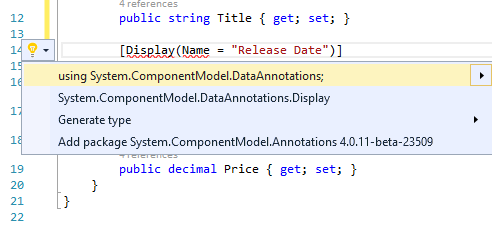 4 references
12 public string Title { get; set; }
13
14 [Display(Name = "Release Date")]
15
using System.ComponentModel.DataAnnotations;
16
System.ComponentModel.DataAnnotations.Display
17
Generate type
18
Add package System.ComponentModel.Annotations 4.0.11-beta-23509
4 references
19 public decimal Price { get; set; }
20 }
21 }
22